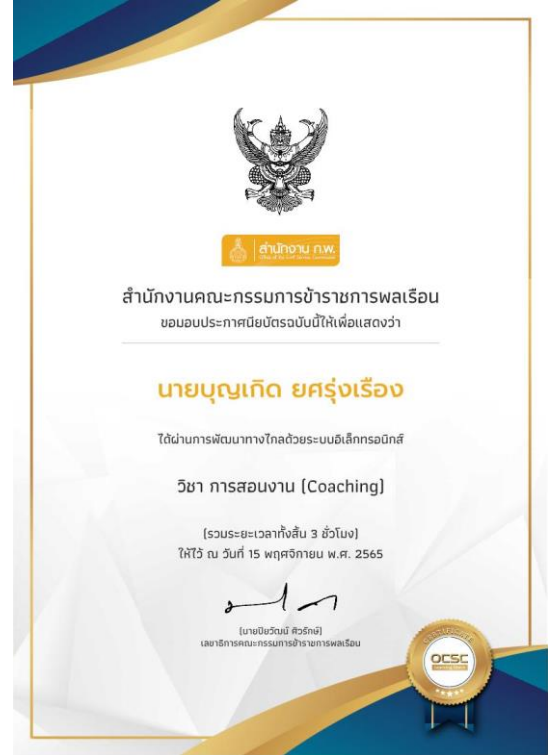 สำนักงาน ก.พ.
Office of the Civil Service Commission
สำนักงานคณะกรรมการข้าราชการพลเรือน
ขอมอบประกาศนียบัตรฉบับนี้ให้เพื่อแสดงว่า
นายบุญเกิด ยศรุ่งเรือง
ได้ผ่านการพัฒนาทางไกลด้วยระบบอิเล็กทรอนิกส์
วิชา การสอนงาน (Coaching)
(รวมระยะเวลาทั้งสิ้น 3 ชั่วโมง)
ให้ไว้ ณ วันที่ 15 พฤศจิกายน พ.ศ. 2565
(นายปิยวัฒน์ ศิวรักษ์)
เลขาธิการคณะกรรมการข้าราชการพลเรือน
CERTIFICATE
OCSC